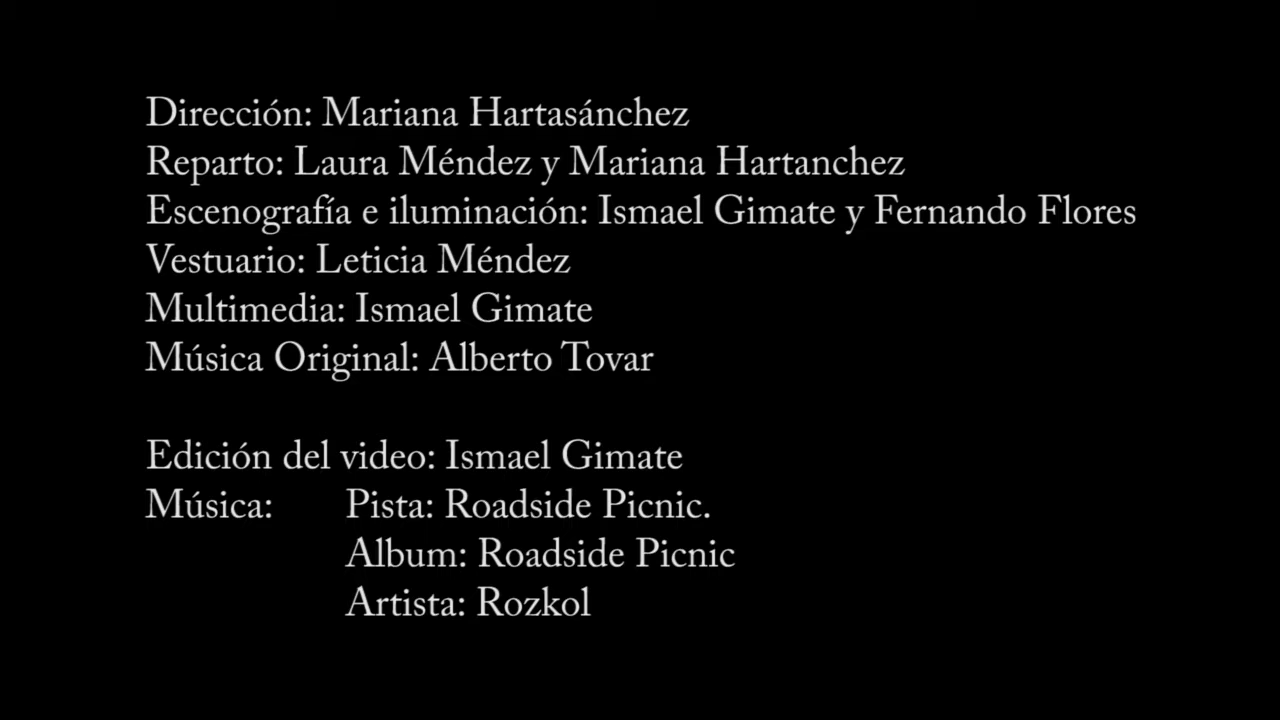 Dirección: Mariana Hartasánchez
Reparto: Laura Méndez y Mariana Hartanchez
Escenografía e iluminación: Ismael Gimate y Fernando Flores
Vestuario: Leticia Méndez
Multimedia: Ismael Gimate
Música Original: Alberto Tovar
Edición del video: Ismael Gimate
Música: Pista: Roadside Picnic.
Album: Roadside Picnic
Artista: Rozkol